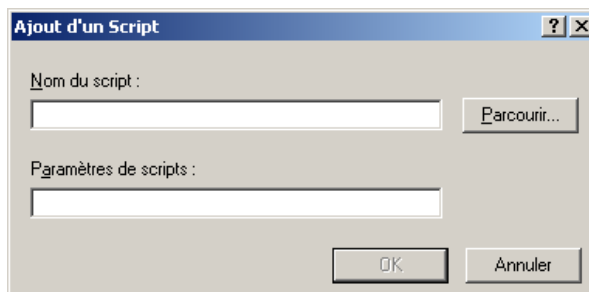 Ajout d'un Script
Nom du script :
Parcourir...
Paramètres de scripts :
OK
Annuler